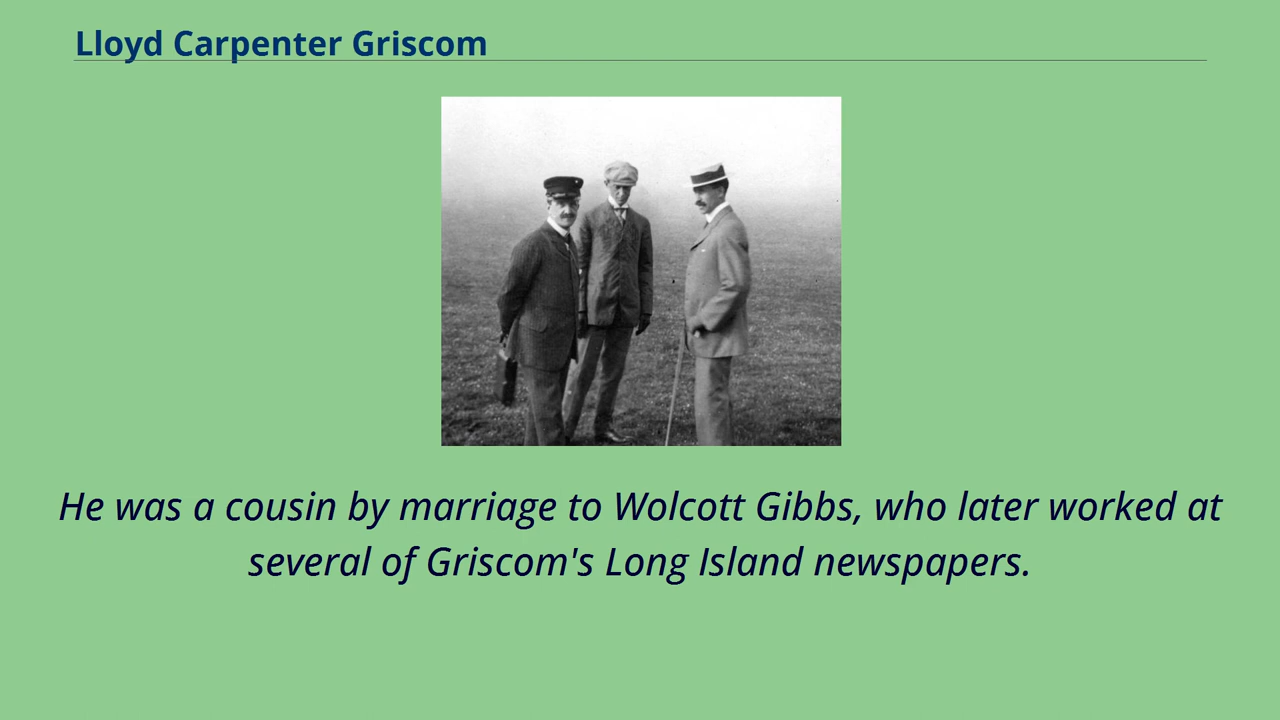 Lloyd Carpenter Griscom
He was a cousin by marriage to Wolcott Gibbs, who later worked at
several of Griscom's Long Island newspapers.